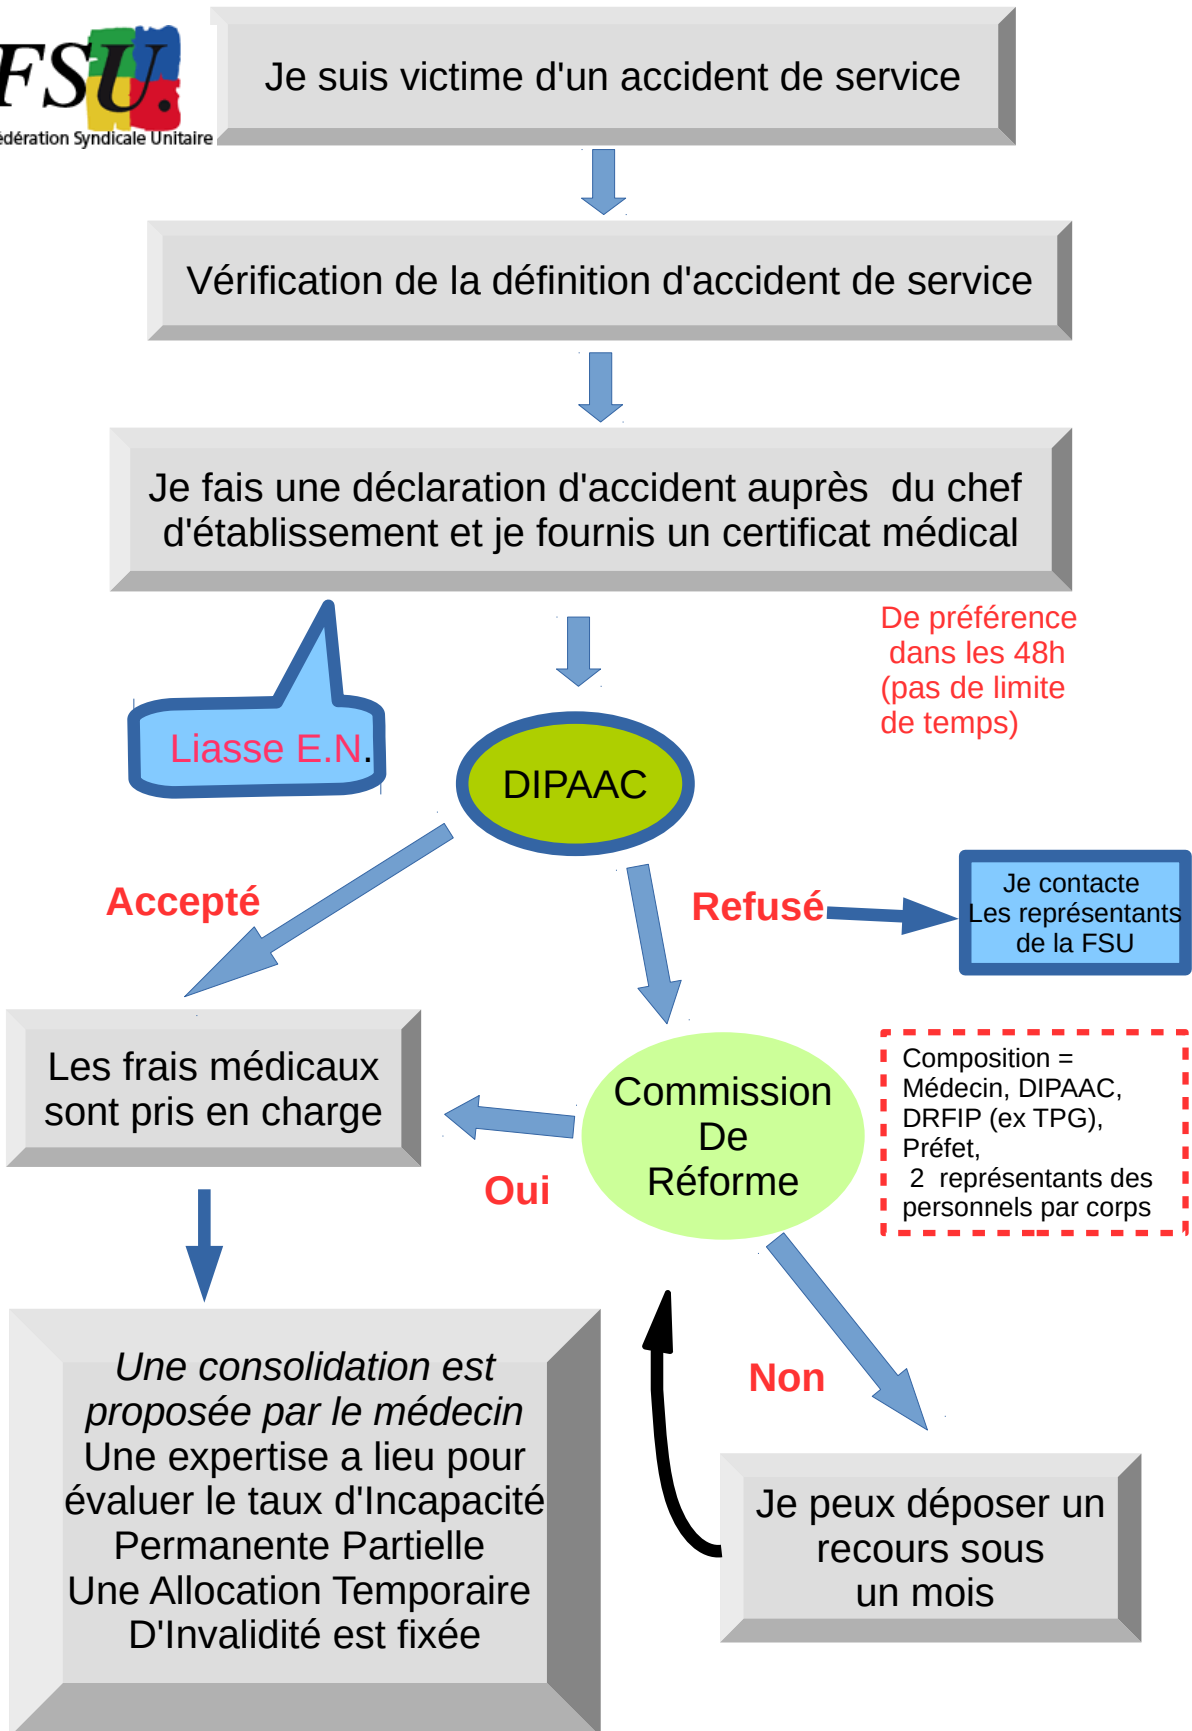 FSU.
édération Syndicale Unitaire
Je suis victime d'un accident de service
Vérification de la définition d'accident de service
Je fais une déclaration d'accident auprès  du chef
d'établissement et je fournis un certificat médical
De préférence
dans les 48h
(pas de limite
de temps)
Liasse E.N.
DIPAAC
Accepté
Refusé
Je contacte
Les représentants
de la FSU
Les frais médicaux
sont pris en charge
Commission
De
Réforme
Composition =
Médecin, DIPAAC,
DRFIP (ex TPG),
Préfet,
2  représentants des
personnels par corps
Oui
Non
Une consolidation est
proposée par le médecin
Une expertise a lieu pour
évaluer le taux d'Incapacité
Permanente Partielle
Une Allocation Temporaire
D'Invalidité est fixée
Je peux déposer un
recours sous
un mois